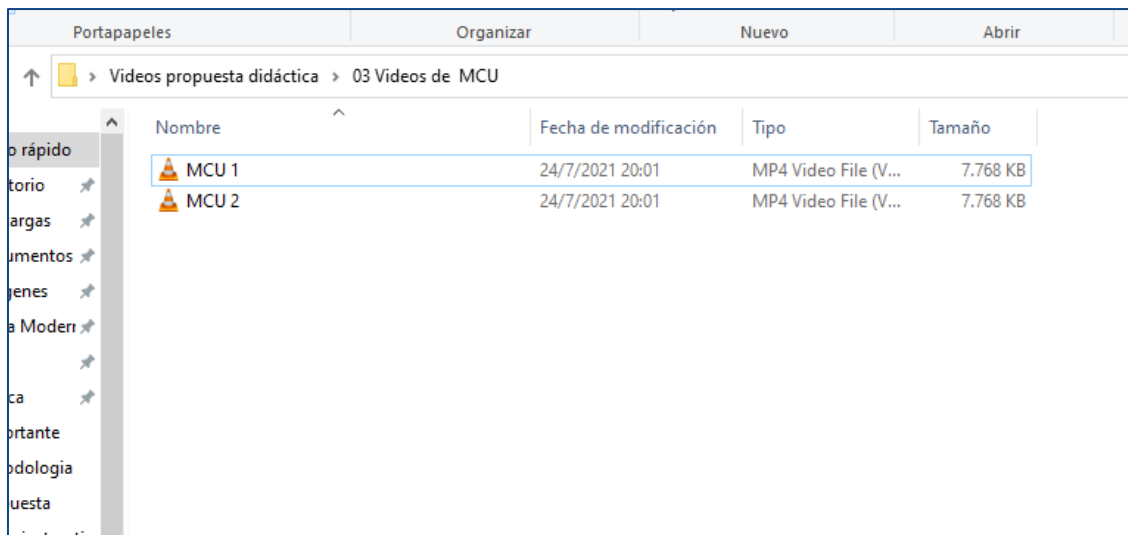 Portapapeles Organizar Nuevo Abrir
Videos propuesta didáctica > 03 Videos de MCU
Nombre Fecha de modificación Tipo Tamaño
o rápido
MCU 1 24/7/2021 20:01 MP4 Video File (V... 7.768 KB
torio
MCU 2 24/7/2021 20:01 MP4 Video File (V... 7.768 KB
argas
umentos
genes
a Moderr
ca
ortante
odologia
uesta